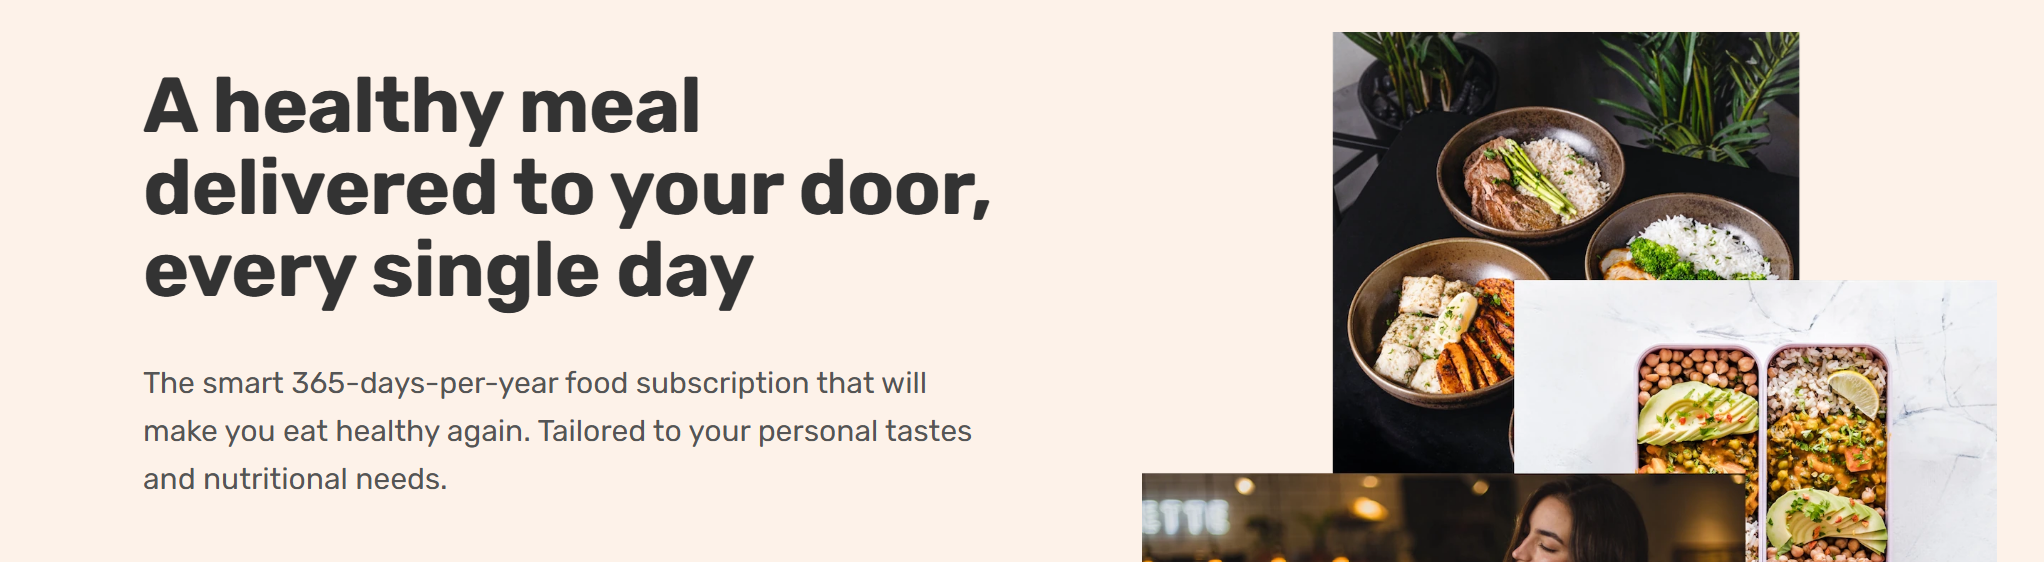 A healthy meal
delivered to your door,
every single day
The smart 365-days-per-year food subscription that will
make you eat healthy again. Tailored to your personal tastes
and nutritional needs.
ETTE